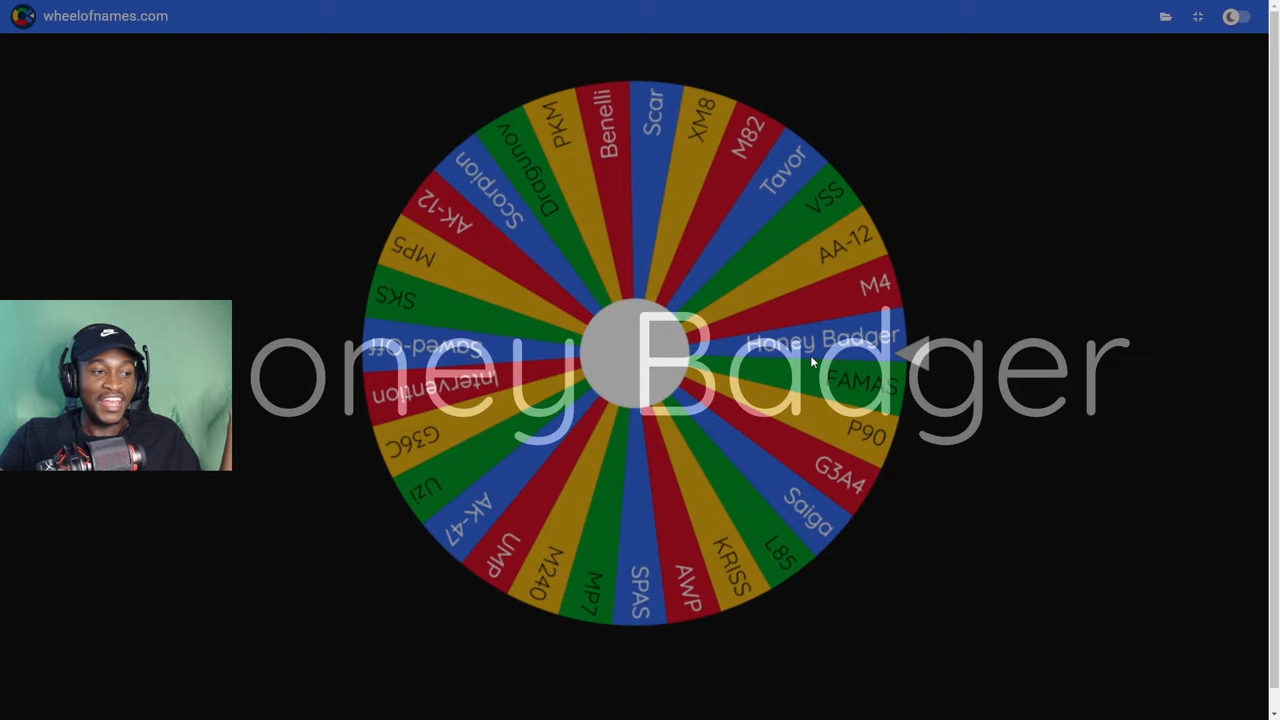 wheelofnames.com
Scar
XM8
M82
Tavor
VSS
AA-12
M4
Honey Badger
FAMAS
P90
G3A4
Saiga
L85
KRISS
AWP
SPAS
MP7
M240
UMP
AK-47
Uzi
G36C
Intervention
Sawed-Off
SKS
MP5
AK-12
Scorpion
Dragunov
PKM
Benelli
oney Badger